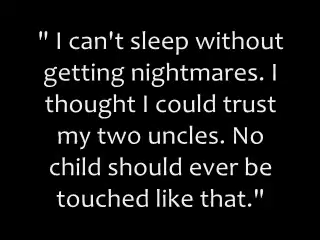 " I can't sleep without
getting nightmares. I
thought I could trust
my two uncles. No
child should ever be
touched like that."